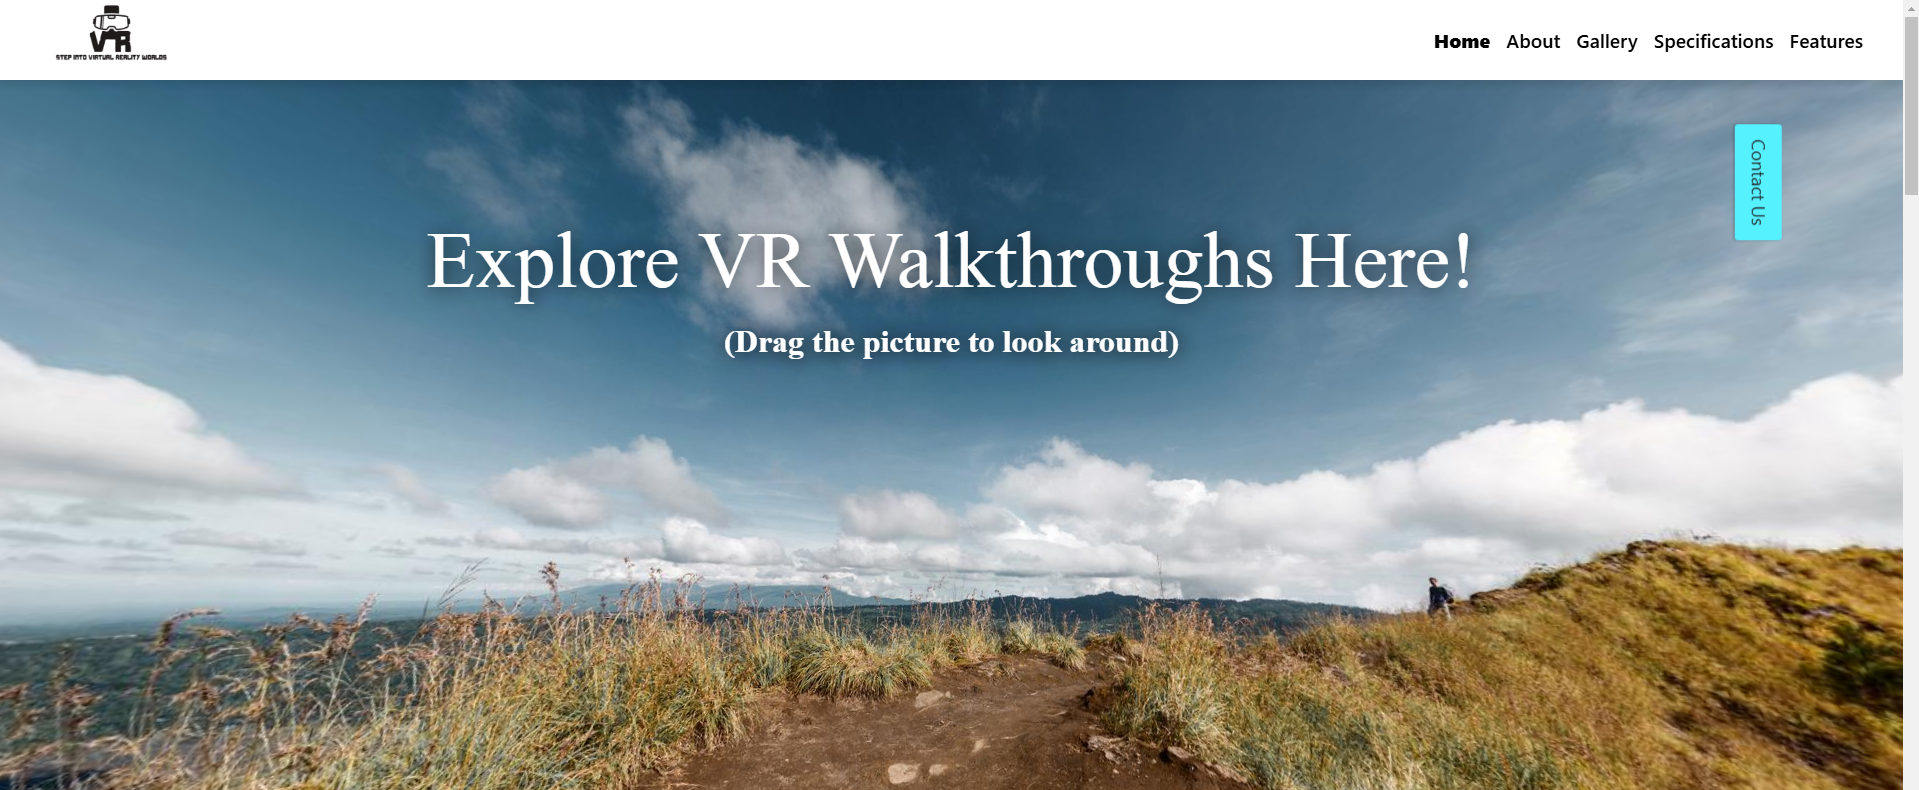 VR
STEP INTO VIRTUAL REALITY WORLDS
Home About Gallery Specifications Features
Contact Us
Explore VR Walkthroughs Here!
(Drag the picture to look around)